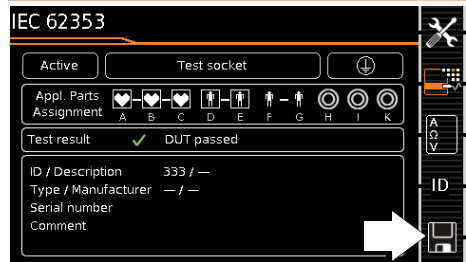 IEC 62353
Active
Test socket
Appl. Parts
Assignment
A B C D E F G H I K
Test result ✓ DUT passed
ID / Description 333 / —
Type / Manufacturer — / —
Serial number
Comment
A
Ω
V
ID